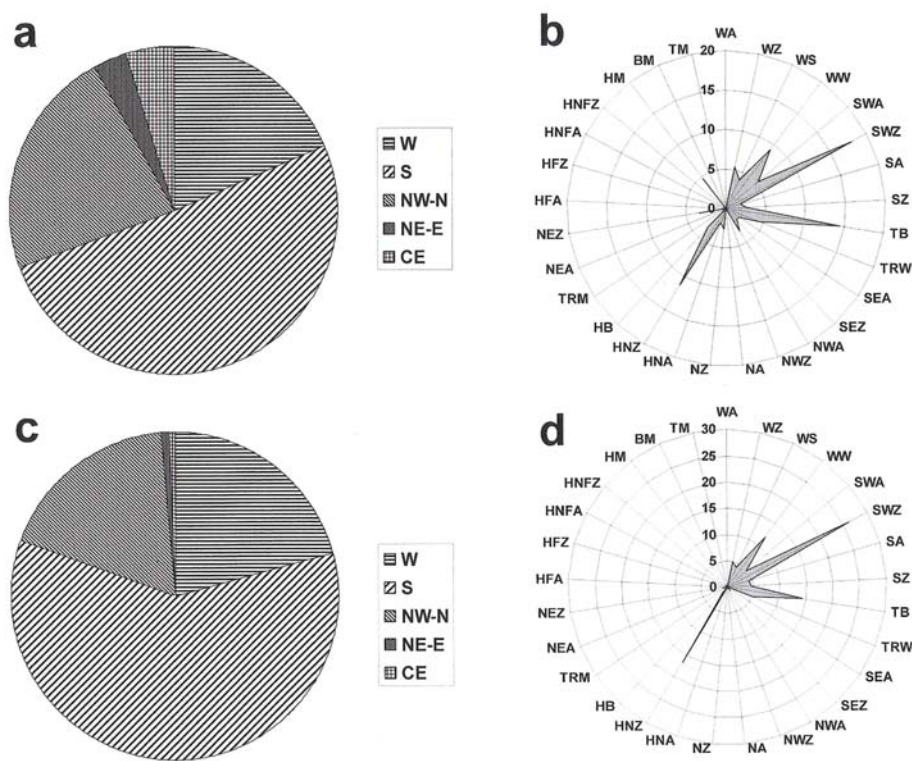 a
W
S
NW-N
NE-E
CE
b
WA
WZ
WS
WW
SWA
SWZ
SA
SZ
TB
TRW
SEA
SEZ
NWA
NWZ
NA
NZ
HNA
HNZ
HB
TRM
NEA
NEZ
HFA
HFZ
HNFA
HNFZ
HM
BM
TM
20
15
10
5
0
c
W
S
NW-N
NE-E
CE
d
WA
WZ
WS
WW
SWA
SWZ
SA
SZ
TB
TRW
SEA
SEZ
NWA
NWZ
NA
NZ
HNA
HNZ
HB
TRM
NEA
NEZ
HFA
HFZ
HNFA
HNFZ
HM
BM
TM
30
25
20
15
10
5
0